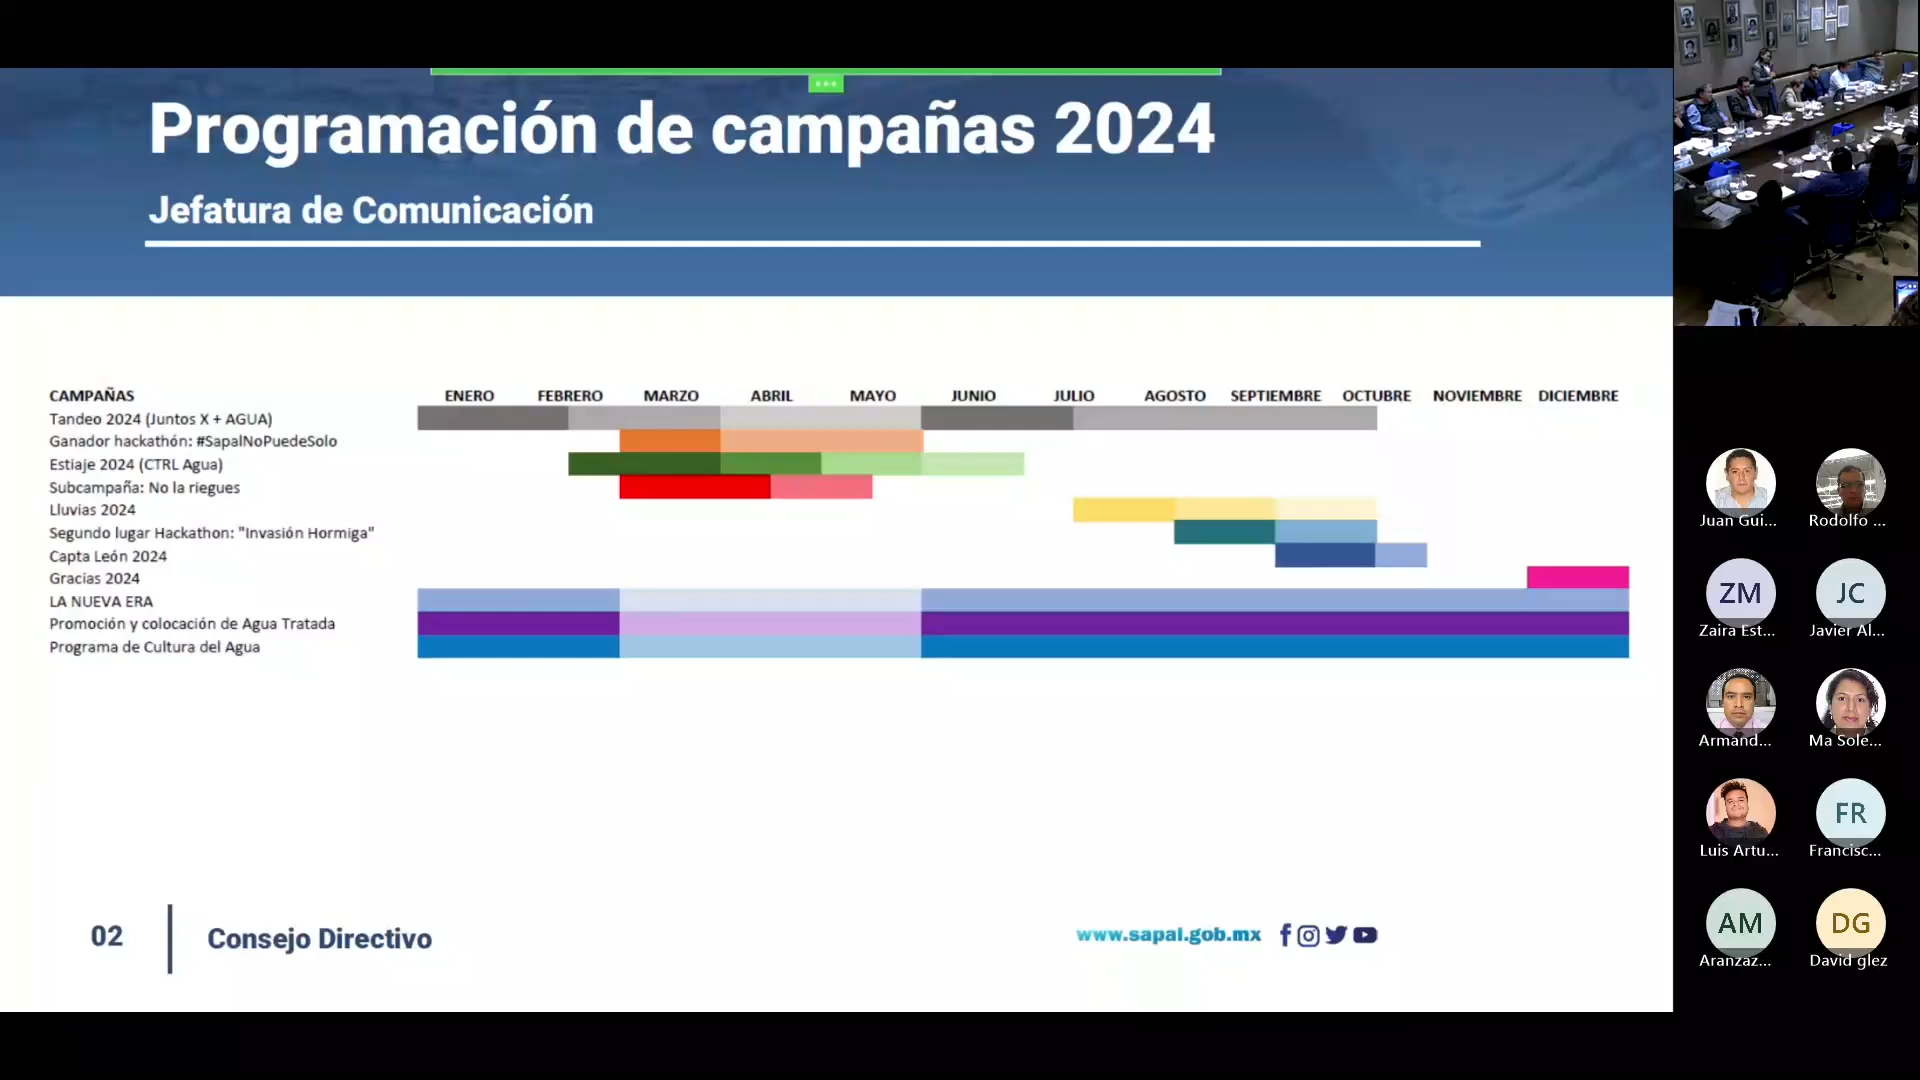 Programación de campañas 2024
Jefatura de Comunicación
CAMPAÑAS ENERO FEBRERO MARZO ABRIL MAYO JUNIO JULIO AGOSTO SEPTIEMBRE OCTUBRE NOVIEMBRE DICIEMBRE
Tandeo 2024 (Juntos X + AGUA)
Ganador hackathón: #SapalNoPuedeSolo
Estiaje 2024 (CTRL Agua)
Subcampaña: No la riegues
Lluvias 2024
Segundo lugar Hackathon: "Invasión Hormiga"
Capta León 2024
Gracias 2024
LA NUEVA ERA
Promoción y colocación de Agua Tratada
Programa de Cultura del Agua
02 Consejo Directivo
www.sapal.gob.mx
Juan Gui... Rodolfo ...
ZM JC
Zaira Est... Javier Al...
Armand... Ma Sole...
FR
Luis Artu... Francisc...
AM DG
Aranzaz... David glez